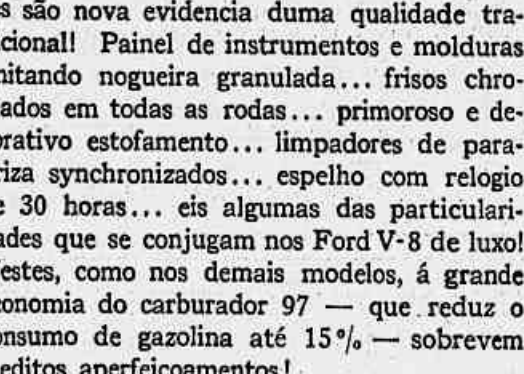 s são nova evidencia duma qualidade tra-
cional! Painel de instrumentos e molduras
nitando nogueira granulada... frisos chro-
ados em todas as rodas... primoroso e de-
orativo estofamento... limpadores de para-
riza synchronizados... espelho com relogio
e 30 horas... eis algumas das particulari-
ades que se conjugam nos Ford V-8 de luxo!
estes, como nos demais modelos, á grande
conomia do carburador 97 — que reduz o
onsumo de gazolina até 15% — sobrevem
editos aperfeiçoamentos!